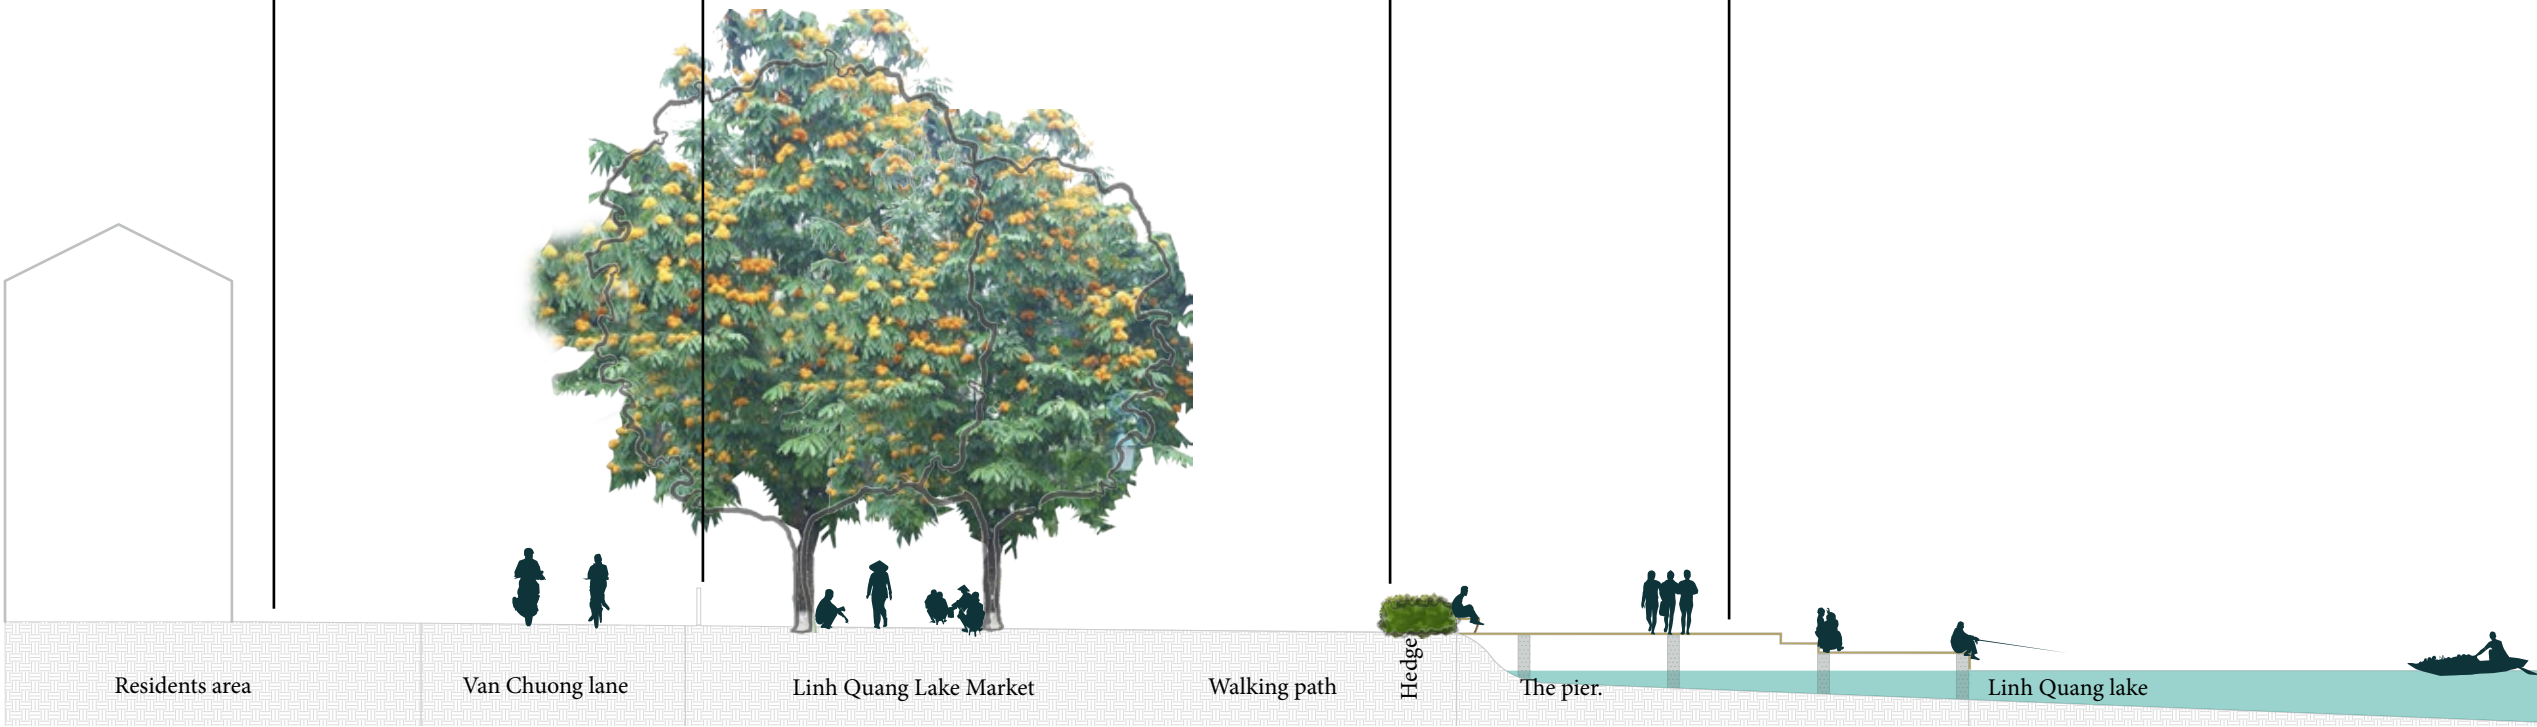 Residents area
Van Chuong lane
Linh Quang Lake Market
Walking path
Hedge
The pier.
Linh Quang lake